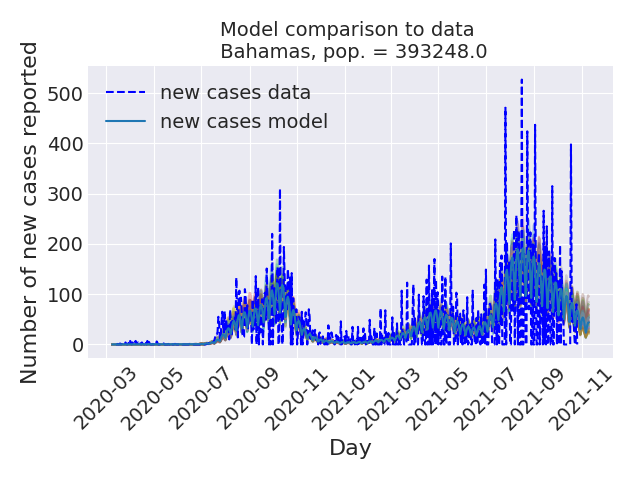 Model comparison to data
Bahamas, pop. = 393248.0
new cases data
new cases model
Number of new cases reported
500
400
300
200
100
0
2020-03
2020-05
2020-07
2020-09
2020-11
2021-01
2021-03
2021-05
2021-07
2021-09
2021-11
Day